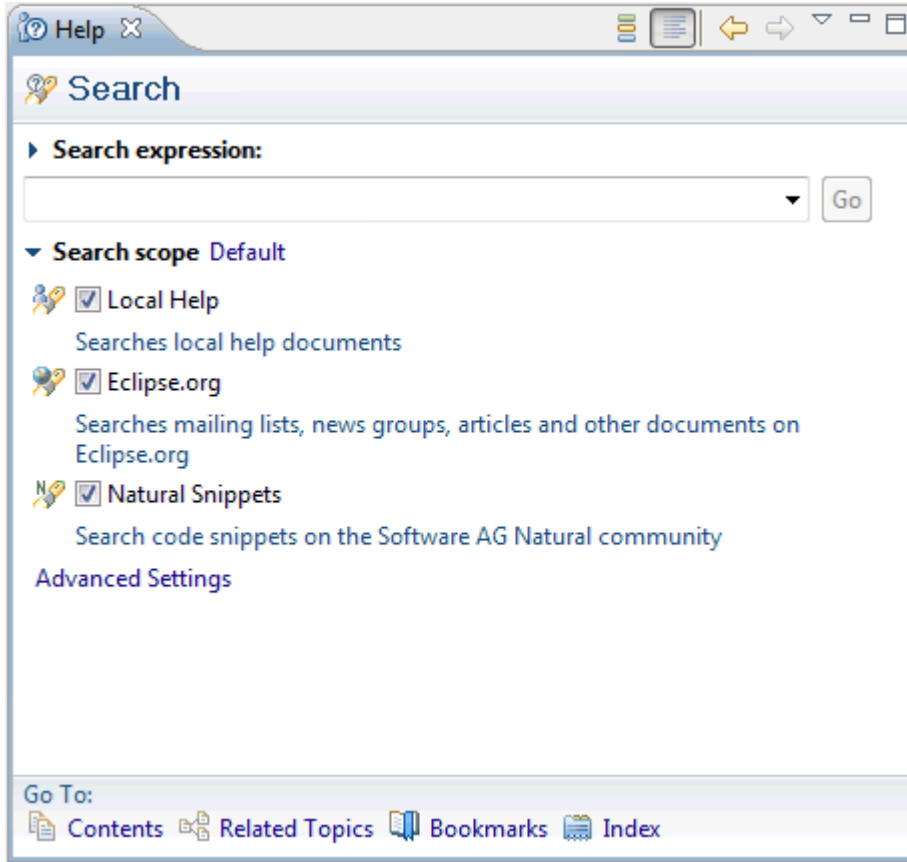 Help
Search
Search expression:
Go
Search scope Default
Local Help
Searches local help documents
Eclipse.org
Searches mailing lists, news groups, articles and other documents on
Eclipse.org
N
Natural Snippets
Search code snippets on the Software AG Natural community
Advanced Settings
Go To:
Contents Related Topics Bookmarks Index